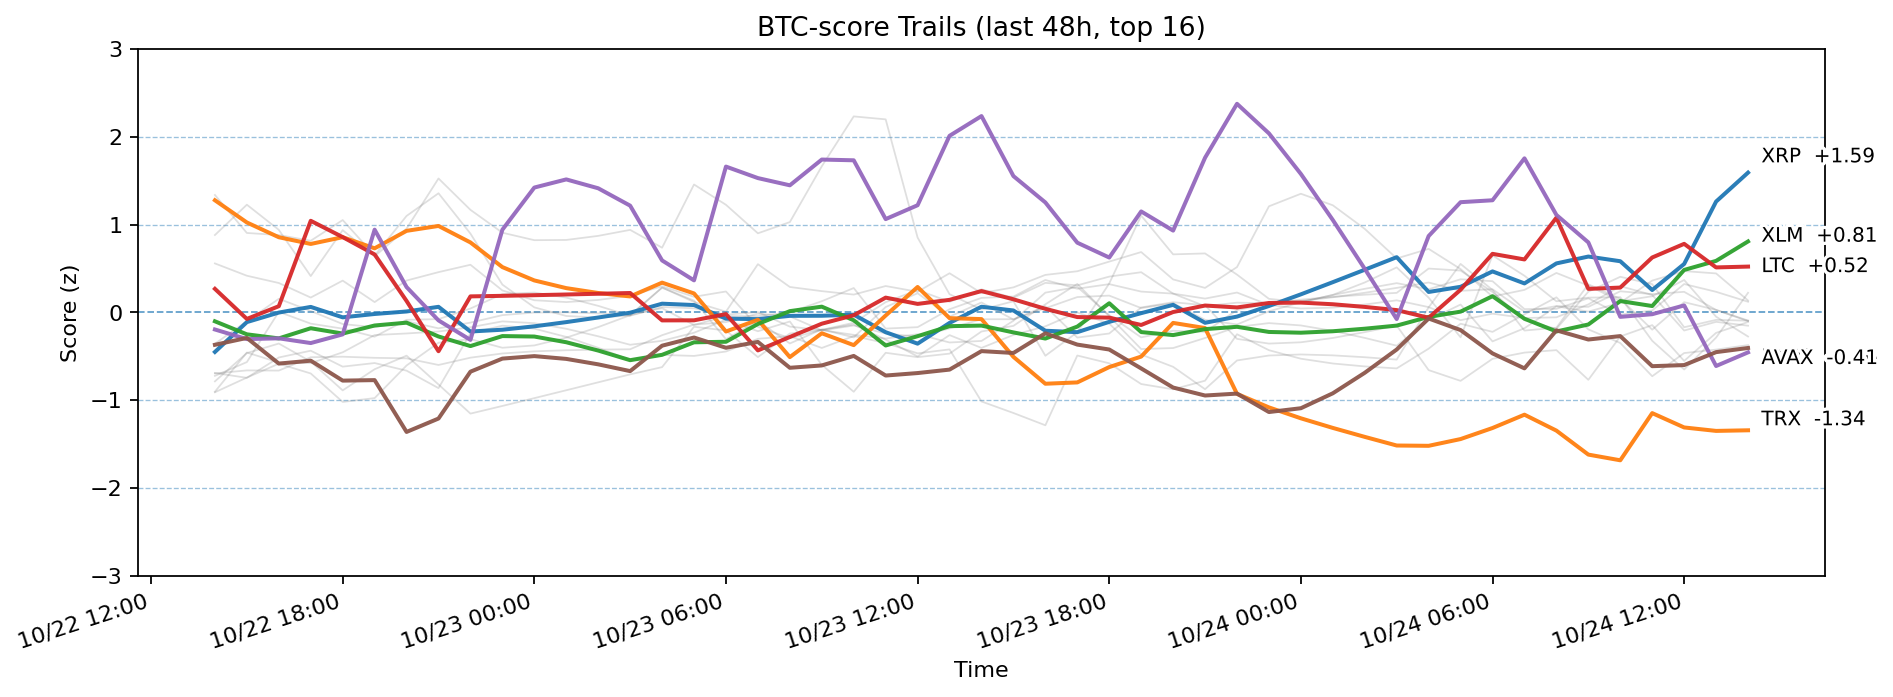 BTC-score Trails (last 48h, top 16)
Score (z)
3
2
1
0
−1
−2
−3
XRP +1.59
XLM +0.81
LTC +0.52
AVAX -0.41
TRX -1.34
10/22 12:00
10/22 18:00
10/23 00:00
10/23 06:00
10/23 12:00
10/23 18:00
10/24 00:00
10/24 06:00
10/24 12:00
Time